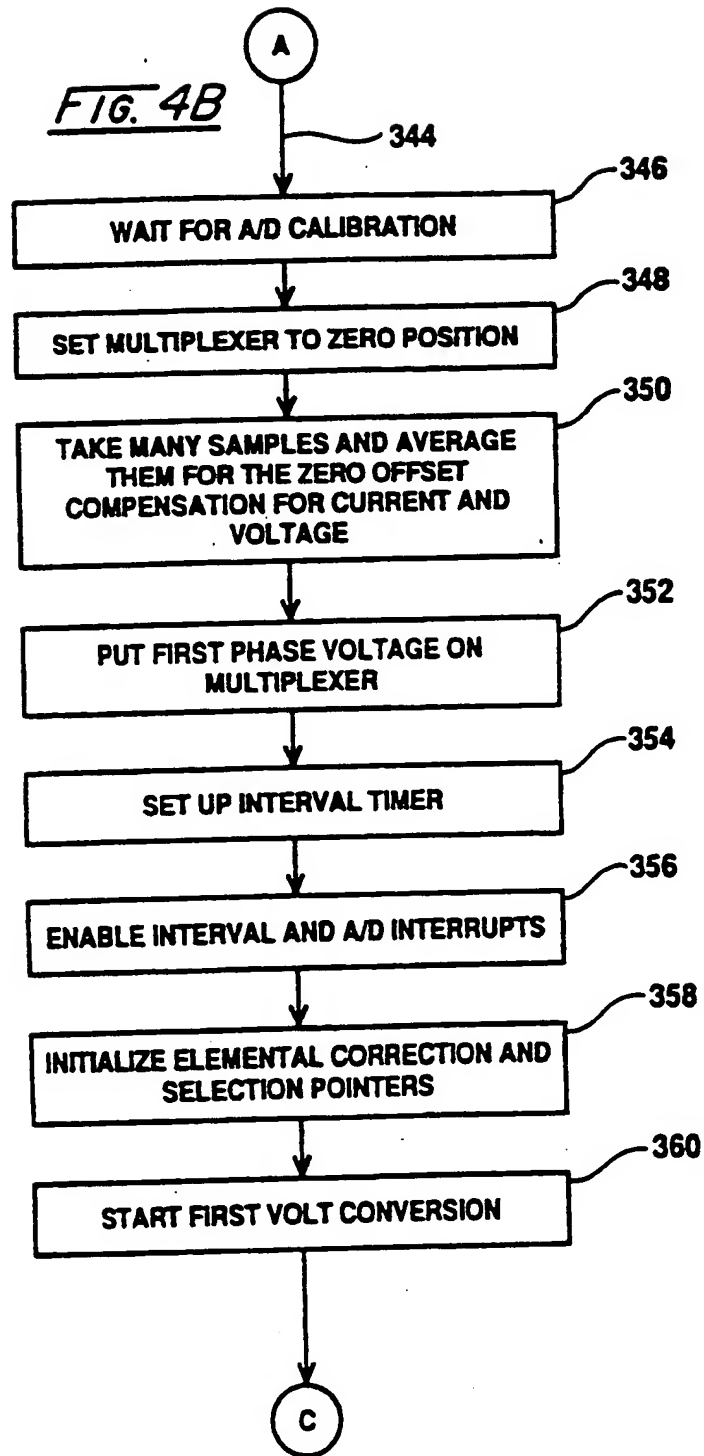 A
FIG. 4B
344
346
WAIT FOR A/D CALIBRATION
348
SET MULTIPLEXER TO ZERO POSITION
350
TAKE MANY SAMPLES AND AVERAGE
THEM FOR THE ZERO OFFSET
COMPENSATION FOR CURRENT AND
VOLTAGE
352
PUT FIRST PHASE VOLTAGE ON
MULTIPLEXER
354
SET UP INTERVAL TIMER
356
ENABLE INTERVAL AND A/D INTERRUPTS
358
INITIALIZE ELEMENTAL CORRECTION AND
SELECTION POINTERS
360
START FIRST VOLT CONVERSION
C